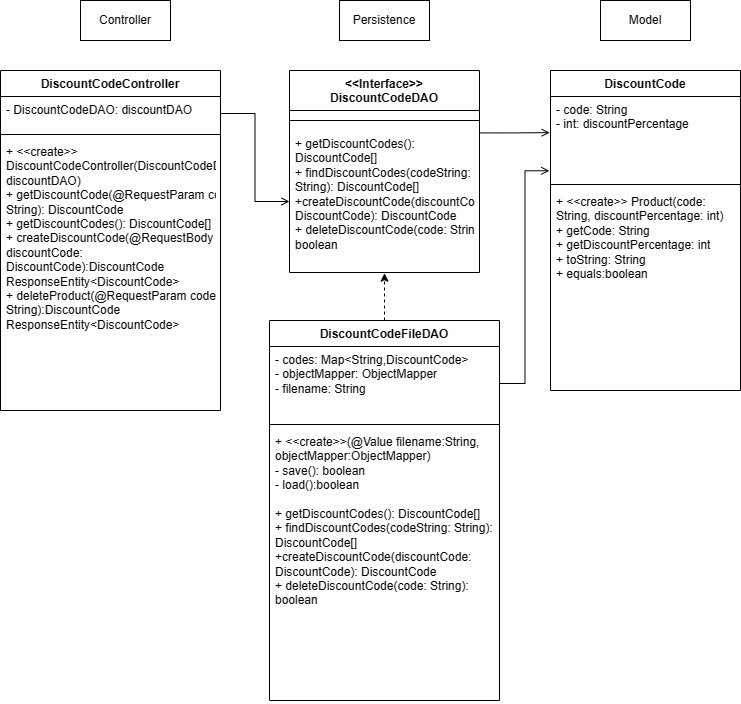 Controller
Persistence
Model
DiscountCodeController
- DiscountCodeDAO: discountDAO
+ <<create>>
DiscountCodeController(DiscountCodeD
discountDAO)
+ getDiscountCode(@RequestParam co
String): DiscountCode
+ getDiscountCodes(): DiscountCode[]
+ createDiscountCode(@RequestBody
discountCode:
DiscountCode):DiscountCode
ResponseEntity<DiscountCode>
+ deleteProduct(@RequestParam code
String):DiscountCode
ResponseEntity<DiscountCode>
<<Interface>>
DiscountCodeDAO
+ getDiscountCodes():
DiscountCode[]
+ findDiscountCodes(codeString:
String): DiscountCode[]
+createDiscountCode(discountCo
DiscountCode): DiscountCode
+ deleteDiscountCode(code: Strin
boolean
DiscountCode
- code: String
- int: discountPercentage
+ <<create>> Product(code:
String, discountPercentage: int)
+ getCode: String
+ getDiscountPercentage: int
+ toString: String
+ equals:boolean
DiscountCodeFileDAO
- codes: Map<String,DiscountCode>
- objectMapper: ObjectMapper
- filename: String
+ <<create>>(@Value filename:String,
objectMapper:ObjectMapper)
- save(): boolean
- load():boolean
+ getDiscountCodes(): DiscountCode[]
+ findDiscountCodes(codeString: String):
DiscountCode[]
+createDiscountCode(discountCode:
DiscountCode): DiscountCode
+ deleteDiscountCode(code: String):
boolean